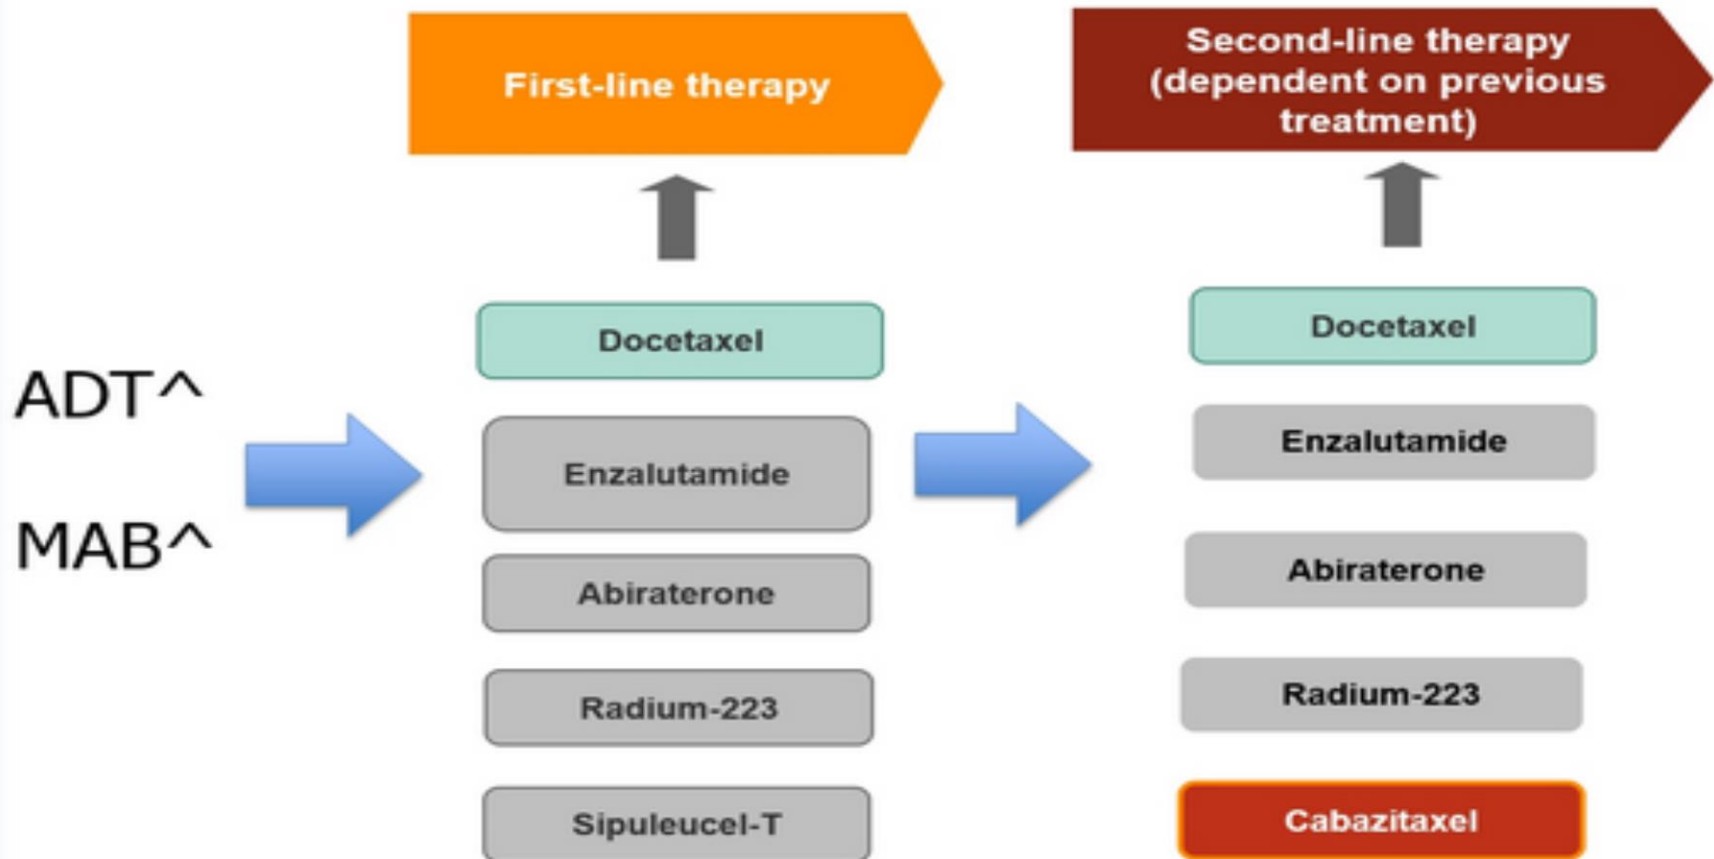 First-line therapy
Second-line therapy
(dependent on previous
treatment)
ADT^
MAB^
Docetaxel
Enzalutamide
Abiraterone
Radium-223
Sipuleucel-T
Docetaxel
Enzalutamide
Abiraterone
Radium-223
Cabazitaxel